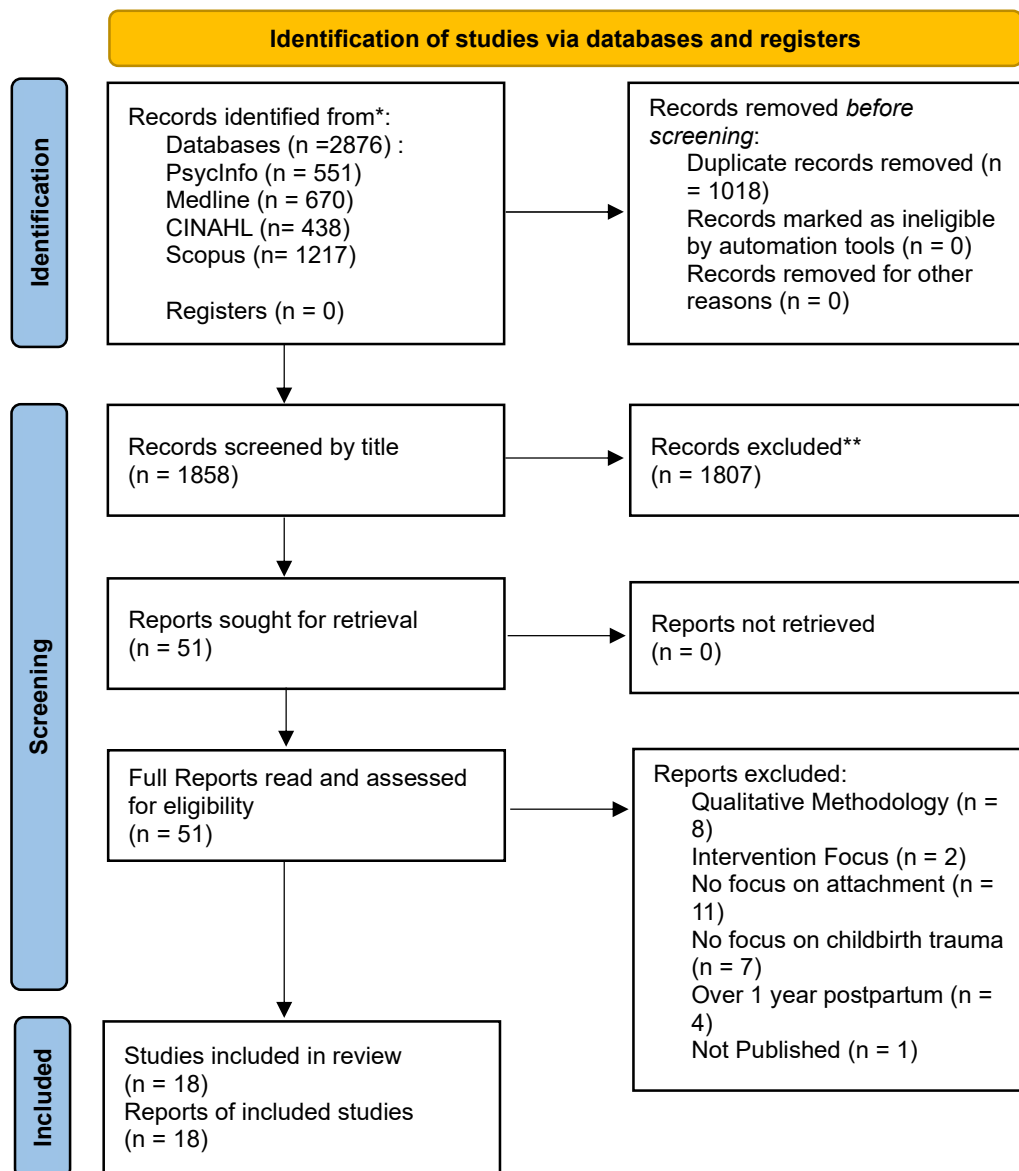 Identification of studies via databases and registers
Identification
Records identified from*:
Databases (n =2876) :
PsycInfo (n = 551)
Medline (n = 670)
CINAHL (n= 438)
Scopus (n= 1217)
Registers (n = 0)
Records removed before
screening:
Duplicate records removed (n
= 1018)
Records marked as ineligible
by automation tools (n = 0)
Records removed for other
reasons (n = 0)
Screening
Records screened by title
(n = 1858)
Records excluded**
(n = 1807)
Reports sought for retrieval
(n = 51)
Reports not retrieved
(n = 0)
Full Reports read and assessed
for eligibility
(n = 51)
Reports excluded:
Qualitative Methodology (n =
8)
Intervention Focus (n = 2)
No focus on attachment (n =
11)
No focus on childbirth trauma
(n = 7)
Over 1 year postpartum (n =
4)
Not Published (n = 1)
Included
Studies included in review
(n = 18)
Reports of included studies
(n = 18)